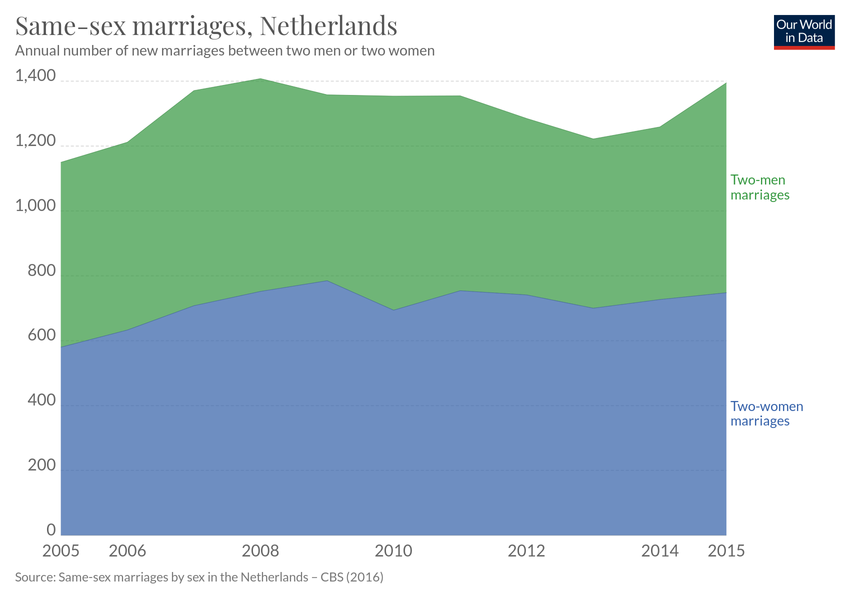 Same-sex marriages, Netherlands
Annual number of new marriages between two men or two women
Our World
in Data
1,400
1,200
1,000
800
600
400
200
0
Two-men
marriages
Two-women
marriages
2005 2006 2008 2010 2012 2014 2015
Source: Same-sex marriages by sex in the Netherlands – CBS (2016)